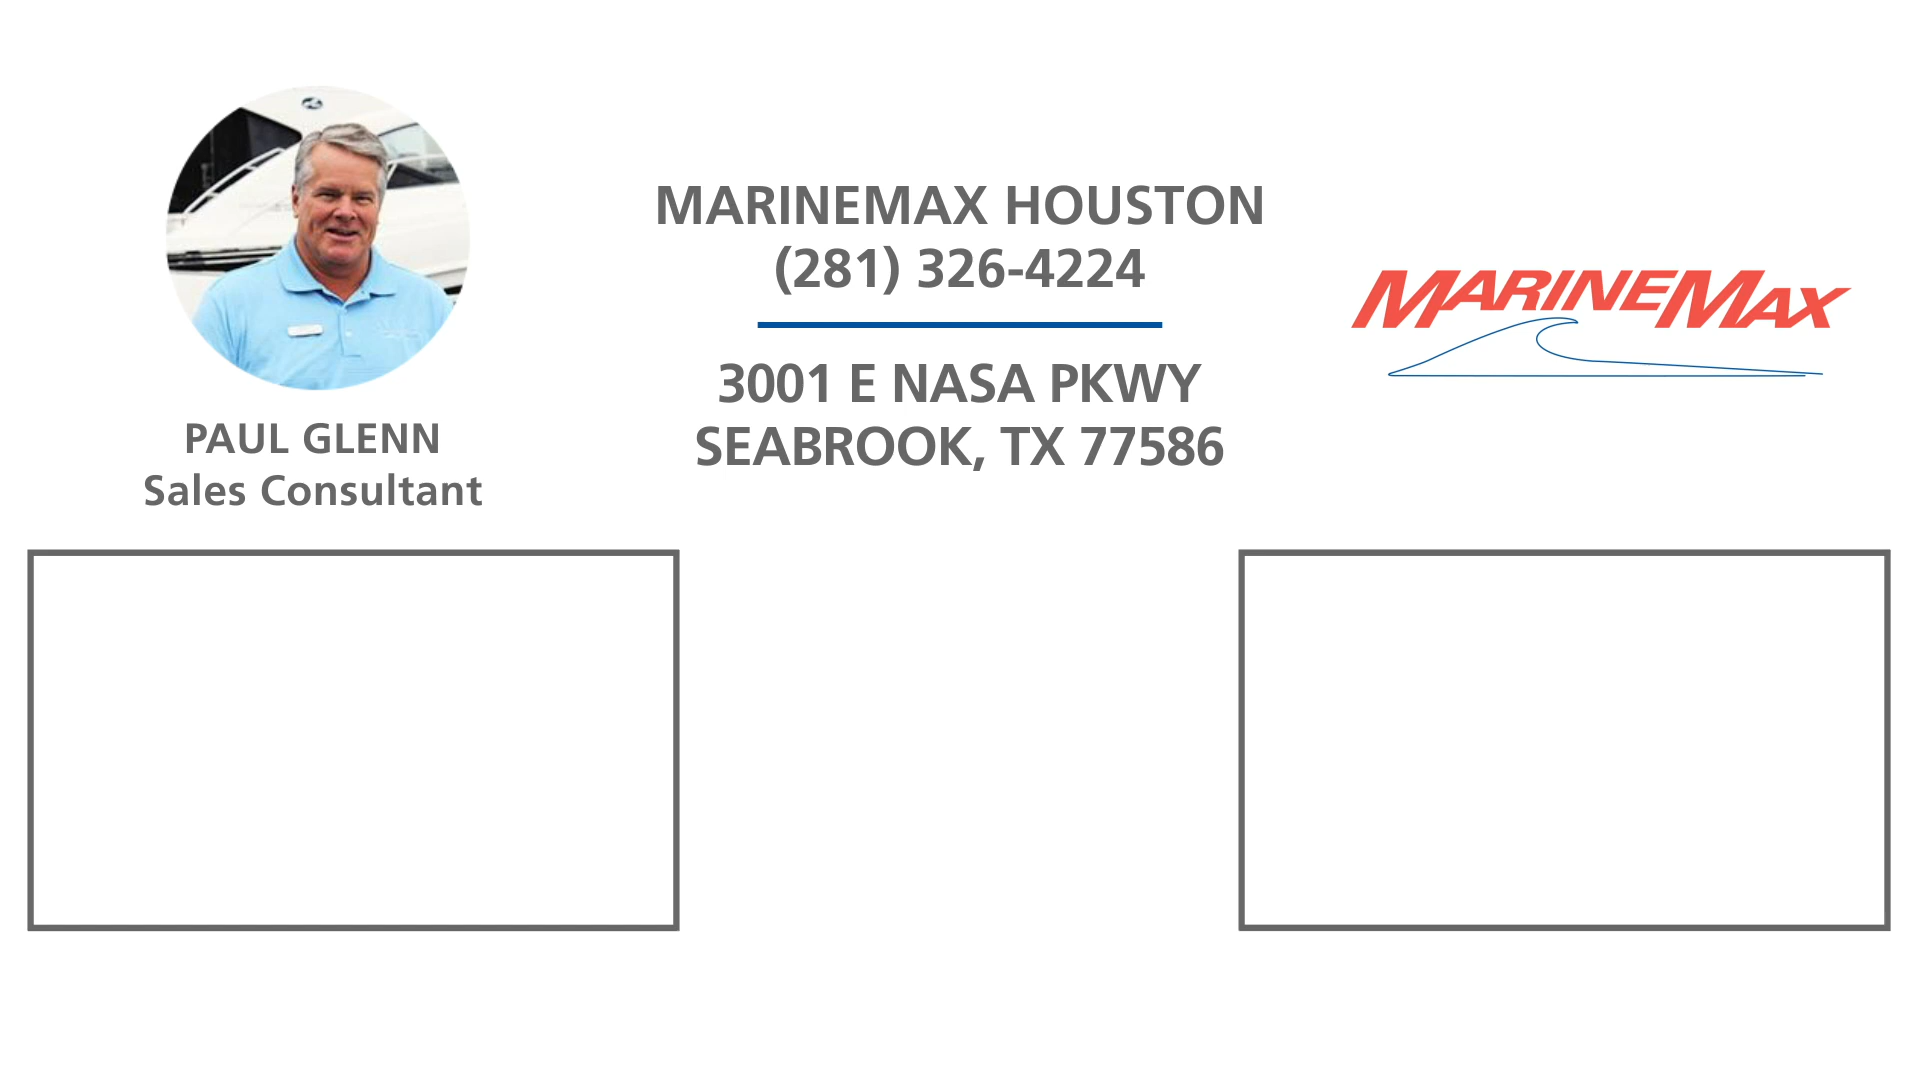 MARINEMAX HOUSTON
(281) 326-4224
3001 E NASA PKWY
SEABROOK, TX 77586
MARINEMAX
PAUL GLENN
Sales Consultant